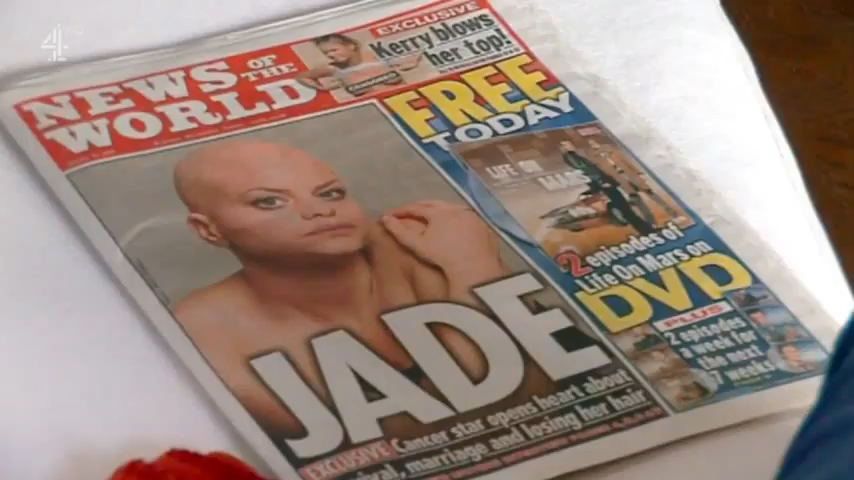 4
NEWS
OF
THE
WORLD
EXCLUSIVE
Kerry blows
her top!
CENSORED
FREE
TODAY
LIFE ON
MARS
2 episodes of
Life On Mars on
DVD
PLUS
2 episodes
a week for
the next
7 weeks
JADE
EXCLUSIVE Cancer star opens heart about
marriage and losing her hair